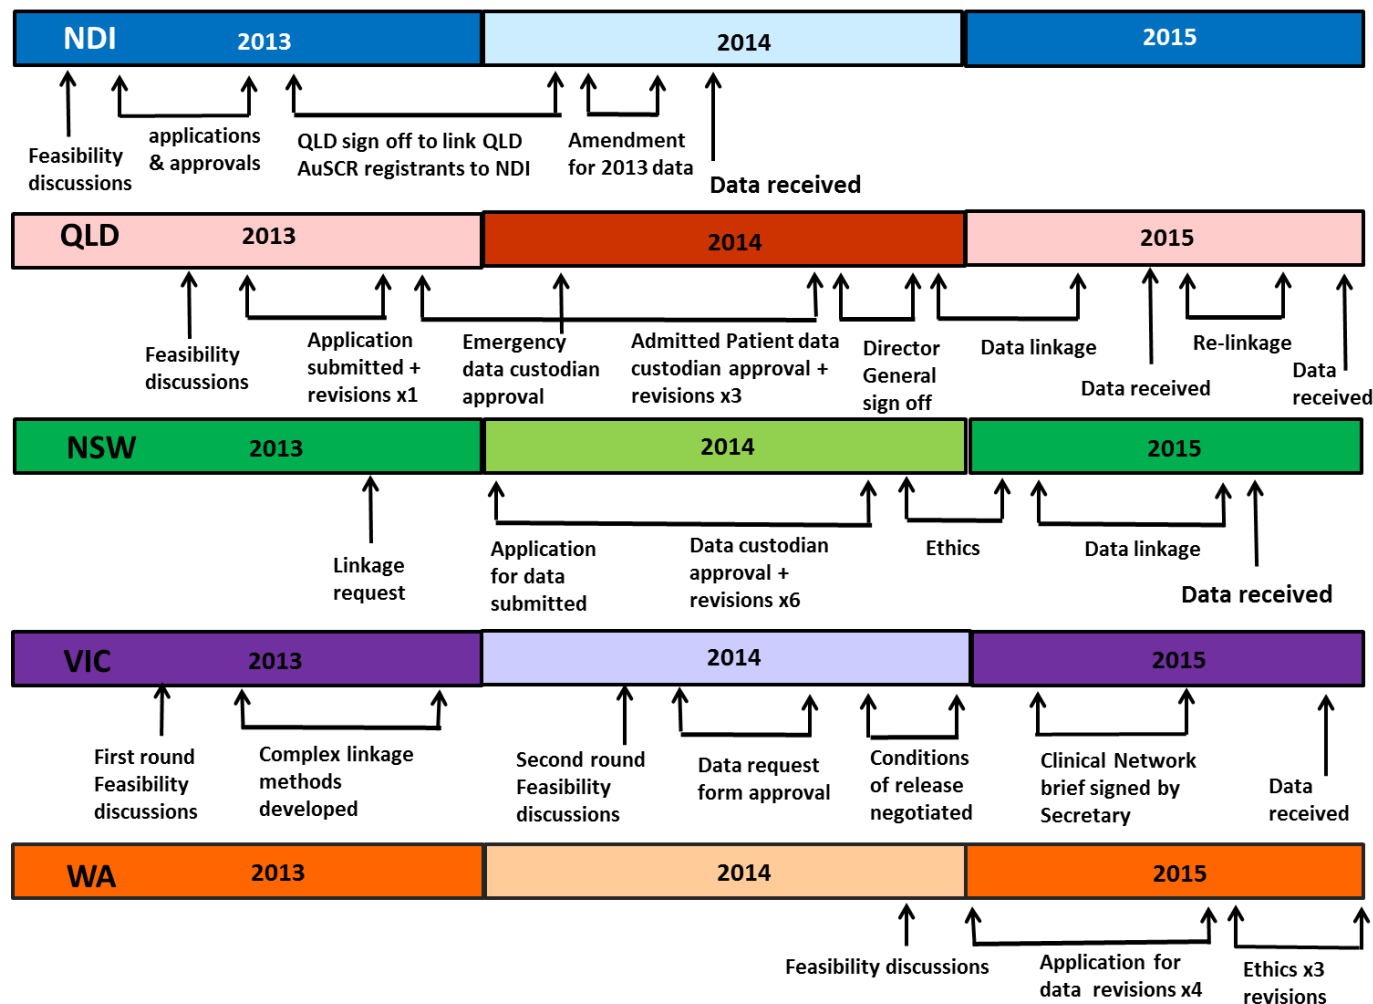 NDI 2013 2014 2015
Feasibility
discussions
applications
& approvals
QLD sign off to link QLD
AuSCR registrants to NDI
Amendment
for 2013 data
Data received
QLD 2013 2014 2015
Feasibility
discussions
Application
submitted +
revisions x1
Emergency
data custodian
approval
Admitted Patient data
custodian approval +
revisions x3
Director
General
sign off
Data linkage
Data received
Re-linkage
Data
received
NSW 2013 2014 2015
Linkage
request
Application
for data
submitted
Data custodian
approval +
revisions x6
Ethics
Data linkage
Data received
VIC 2013 2014 2015
First round
Feasibility
discussions
Complex linkage
methods
developed
Second round
Feasibility
discussions
Data request
form approval
Conditions
of release
negotiated
Clinical Network
brief signed by
Secretary
Data
received
WA 2013 2014 2015
Feasibility discussions
Application for
data revisions x4
Ethics x3
revisions